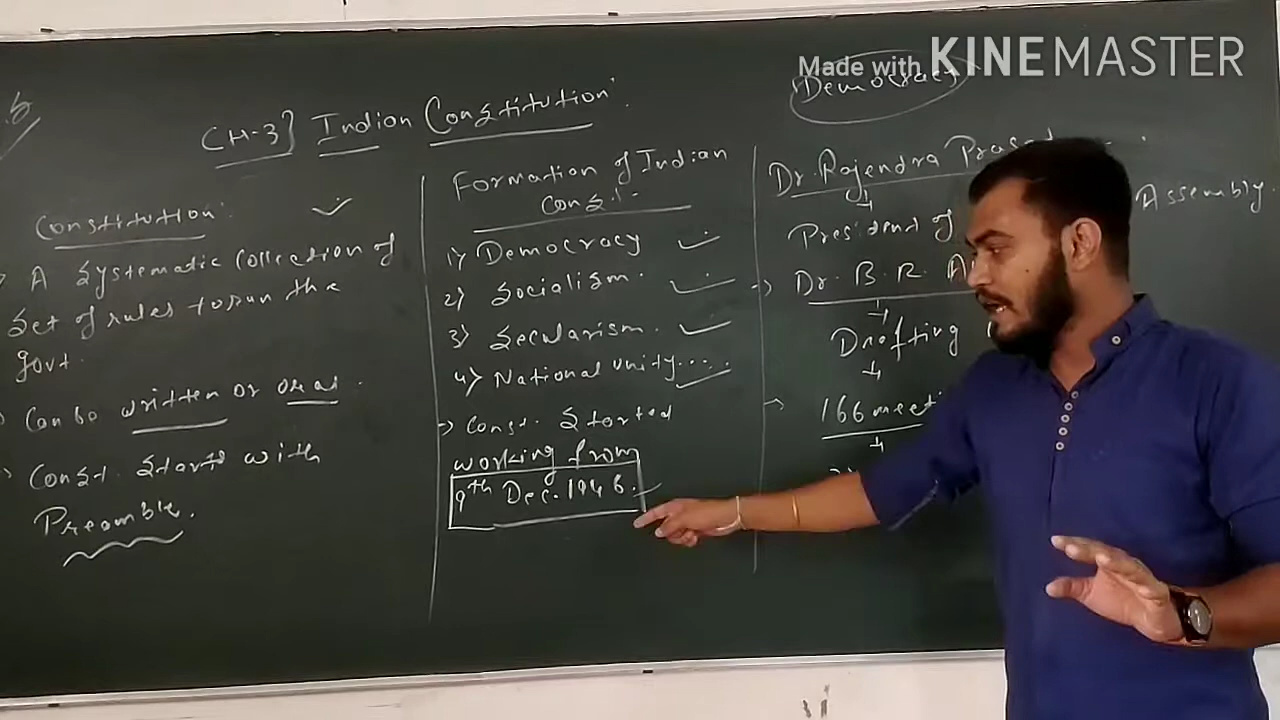 Made with KINEMASTER
Democracy
CH-3} Indian Constitution
Constitution:
A Systematic Collection of
Set of rules to run the
govt.
Can be written or oral.
Const. Starts with
Preamble.
Formation of Indian
Const.
1) Democracy
2) Socialism.
3) Secularism.
4) National unity....
-> Const. Started
working from
9th Dec. 1946.
Dr. Rajendra Prasad
President of Assembly.
-> Dr. B. R.
Drafting
-> 166